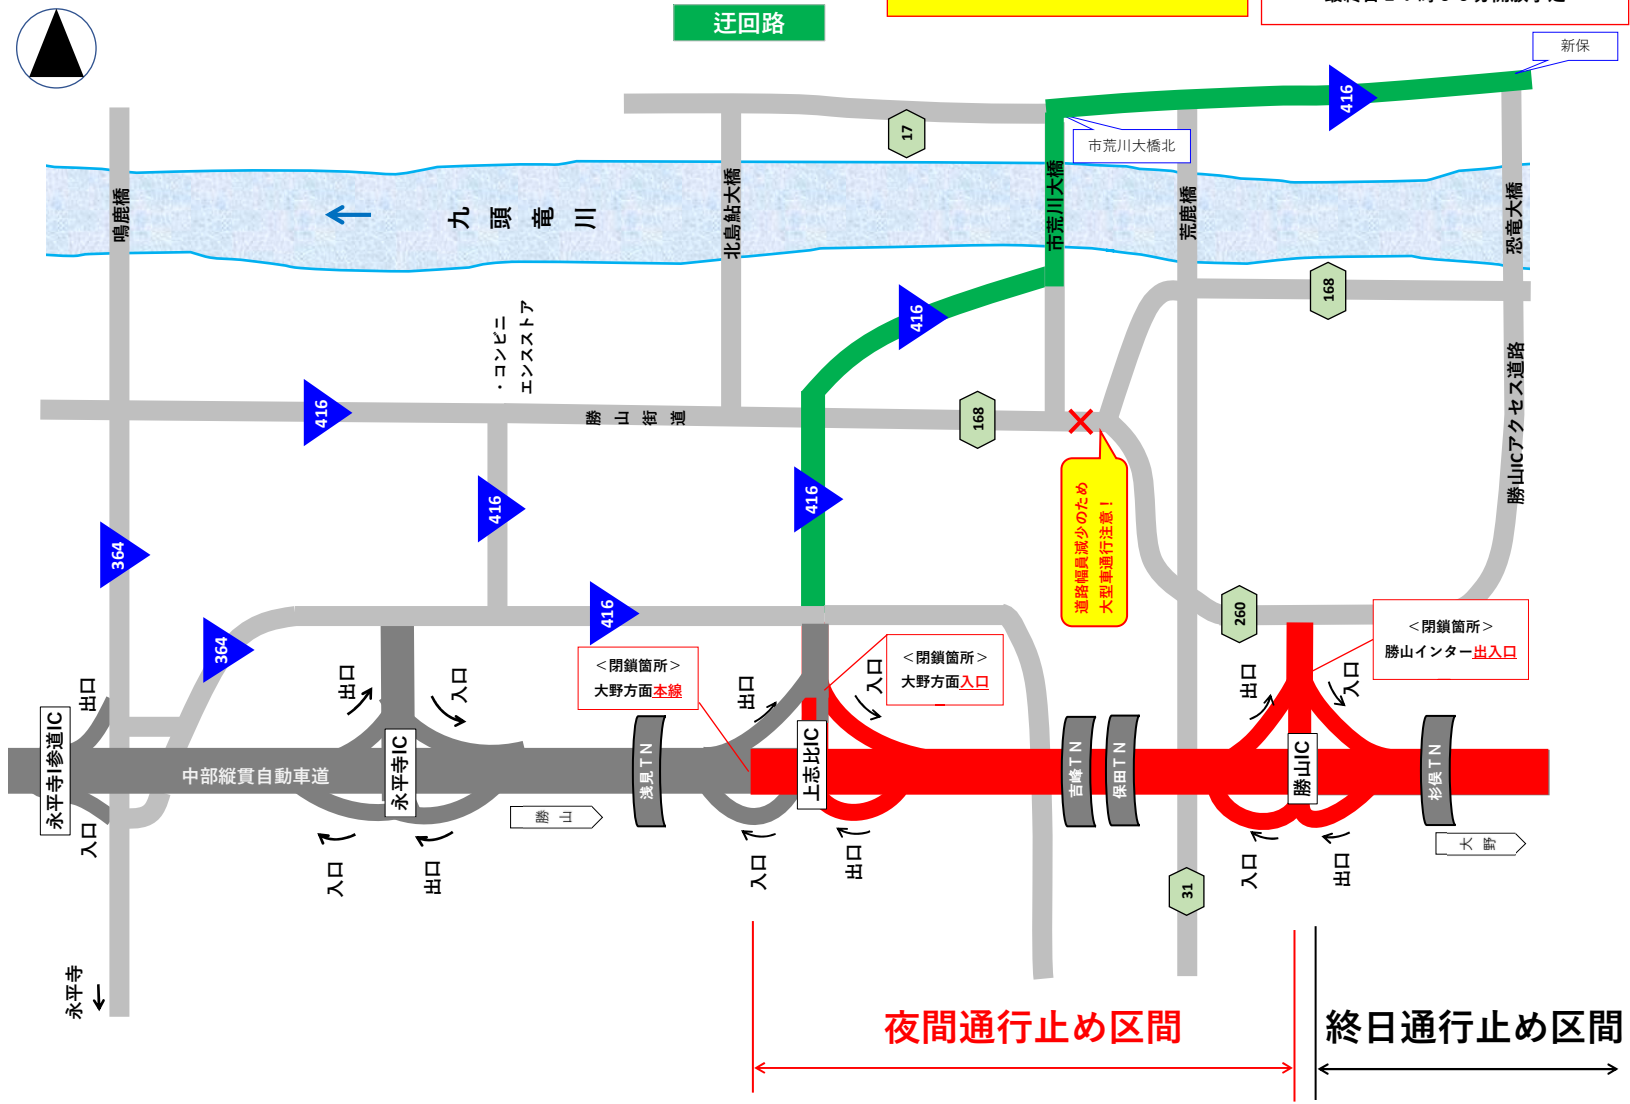 迂回路
新保
416
17
市荒川大橋北
鳴鹿橋
九頭竜川
北島鮎大橋
市荒川大橋
荒鹿橋
恐竜大橋
168
416
・コンビニ
エンスストア
416
勝山街道
168
勝山ICアクセス道路
416
416
364
道路幅員減少のため
大型車通行注意！
416
260
364
＜閉鎖箇所＞
大野方面本線
＜閉鎖箇所＞
大野方面入口
＜閉鎖箇所＞
勝山インター出入口
出口
出口
入口
出口
入口
出口
入口
永平寺参道IC
中部縦貫自動車道
永平寺IC
浅見TN
上志比IC
吉峰TN
保田TN
勝山IC
杉俣TN
勝山
大野
入口
入口
出口
入口
出口
入口
出口
31
永平寺
夜間通行止め区間
終日通行止め区間